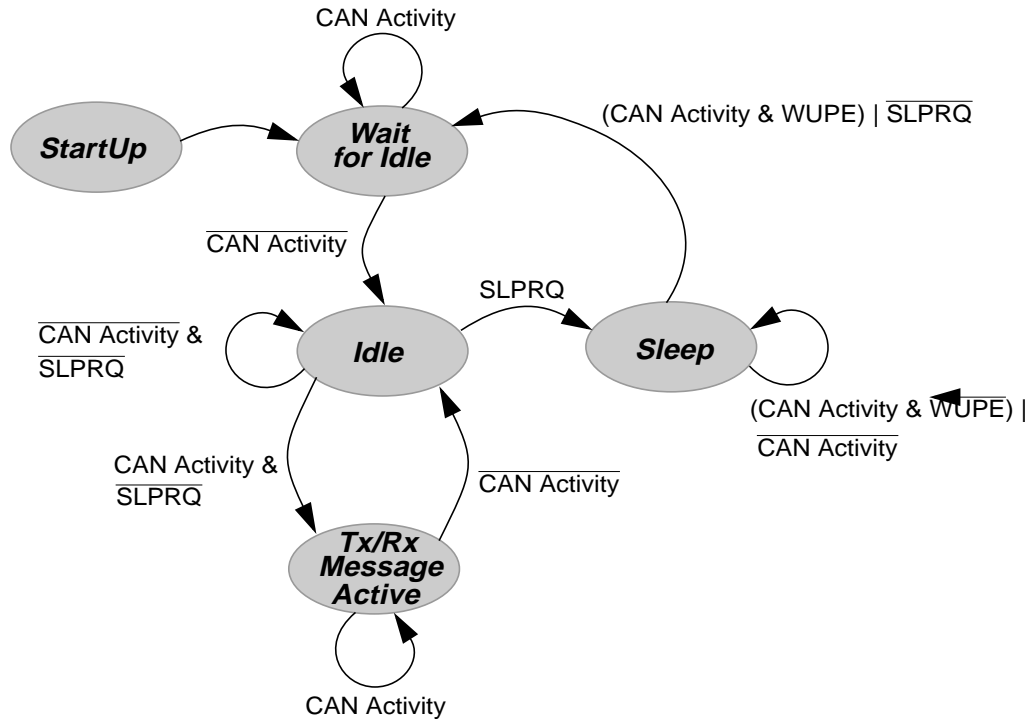 CAN Activity
(CAN Activity & WUPE) | SLPRQ
StartUp
Wait
for Idle
CAN Activity
SLPRQ
CAN Activity &
SLPRQ
Idle
Sleep
(CAN Activity & WUPE) |
CAN Activity
CAN Activity &
SLPRQ
CAN Activity
Tx/Rx
Message
Active
CAN Activity